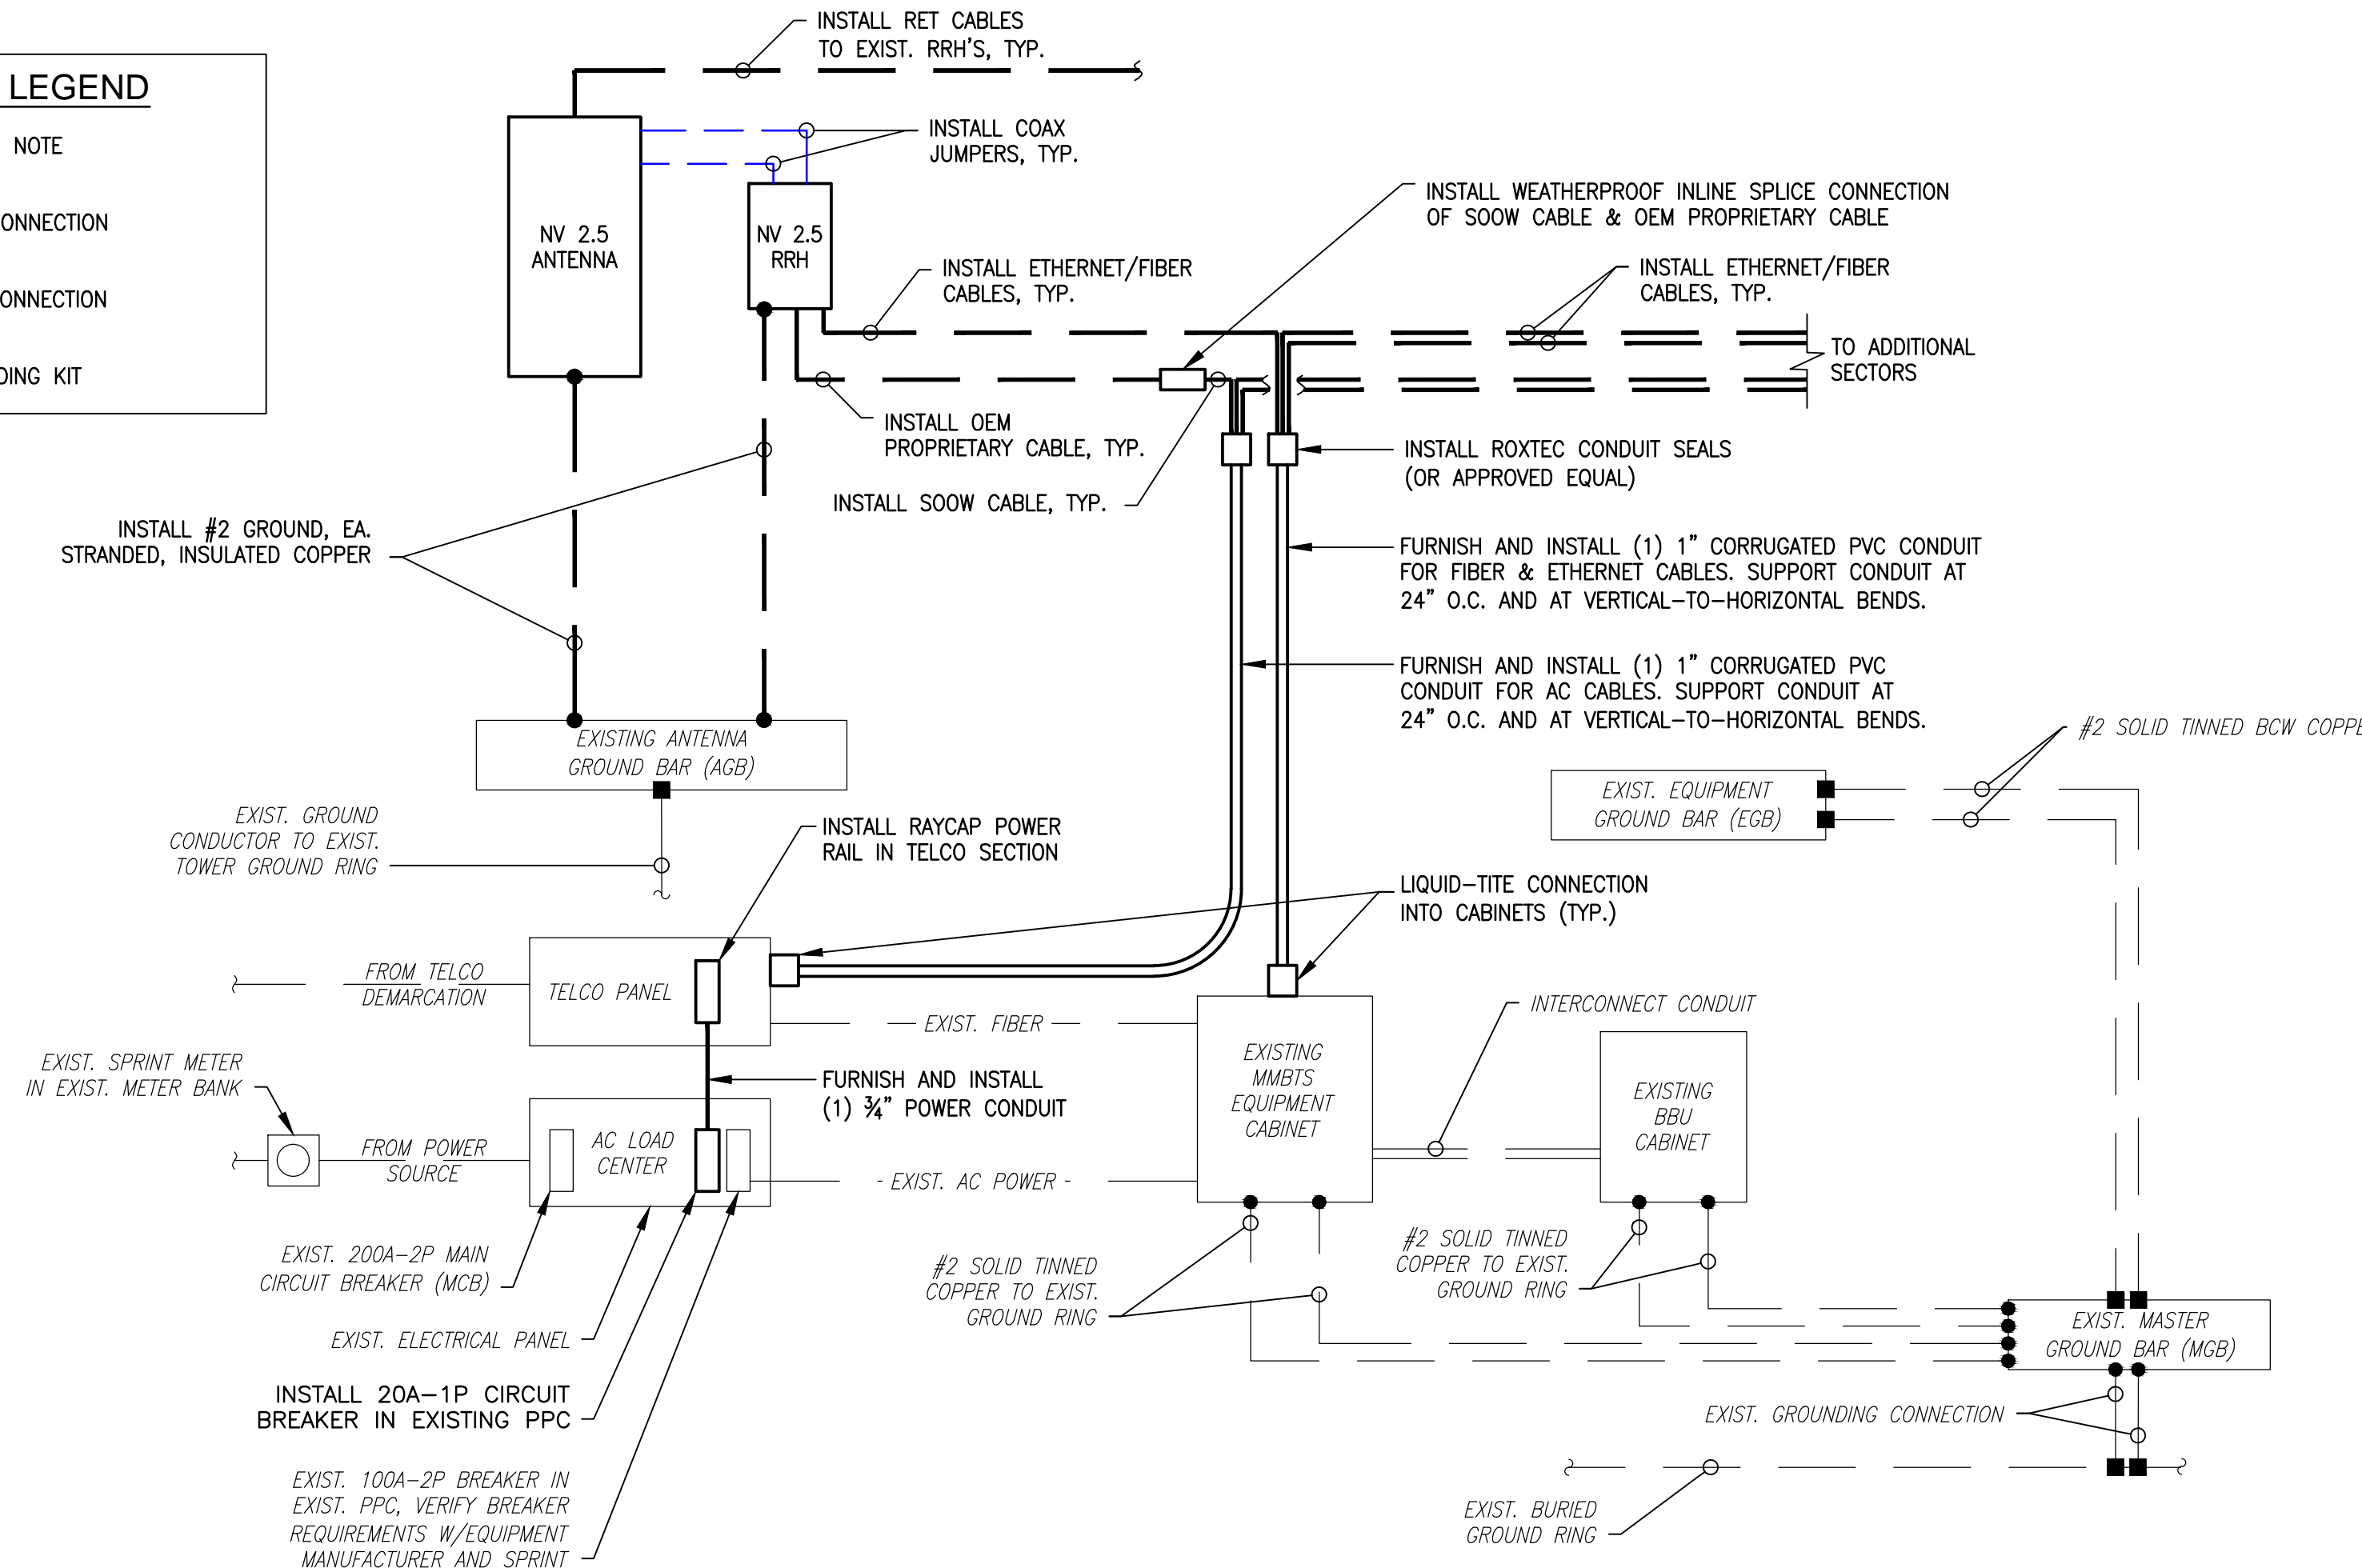 LEGEND
NOTE
ONNECTION
ONNECTION
DING KIT
INSTALL RET CABLES
TO EXIST. RRH'S, TYP.
INSTALL COAX
JUMPERS, TYP.
NV 2.5
ANTENNA
NV 2.5
RRH
INSTALL WEATHERPROOF INLINE SPLICE CONNECTION
OF SOOW CABLE & OEM PROPRIETARY CABLE
INSTALL ETHERNET/FIBER
CABLES, TYP.
INSTALL ETHERNET/FIBER
CABLES, TYP.
TO ADDITIONAL
SECTORS
INSTALL OEM
PROPRIETARY CABLE, TYP.
INSTALL SOOW CABLE, TYP.
INSTALL ROXTEC CONDUIT SEALS
(OR APPROVED EQUAL)
INSTALL #2 GROUND, EA.
STRANDED, INSULATED COPPER
FURNISH AND INSTALL (1) 1" CORRUGATED PVC CONDUIT
FOR FIBER & ETHERNET CABLES. SUPPORT CONDUIT AT
24" O.C. AND AT VERTICAL-TO-HORIZONTAL BENDS.
FURNISH AND INSTALL (1) 1" CORRUGATED PVC
CONDUIT FOR AC CABLES. SUPPORT CONDUIT AT
24" O.C. AND AT VERTICAL-TO-HORIZONTAL BENDS.
EXISTING ANTENNA
GROUND BAR (AGB)
#2 SOLID TINNED BCW COPPE
EXIST. EQUIPMENT
GROUND BAR (EGB)
EXIST. GROUND
CONDUCTOR TO EXIST.
TOWER GROUND RING
INSTALL RAYCAP POWER
RAIL IN TELCO SECTION
LIQUID-TITE CONNECTION
INTO CABINETS (TYP.)
FROM TELCO
DEMARCATION
TELCO PANEL
EXIST. FIBER
INTERCONNECT CONDUIT
EXIST. SPRINT METER
IN EXIST. METER BANK
FURNISH AND INSTALL
(1) ¾" POWER CONDUIT
EXISTING
MMBTS
EQUIPMENT
CABINET
EXISTING
BBU
CABINET
FROM POWER
SOURCE
AC LOAD
CENTER
- EXIST. AC POWER -
EXIST. 200A-2P MAIN
CIRCUIT BREAKER (MCB)
#2 SOLID TINNED
COPPER TO EXIST.
GROUND RING
#2 SOLID TINNED
COPPER TO EXIST.
GROUND RING
EXIST. ELECTRICAL PANEL
EXIST. MASTER
GROUND BAR (MGB)
INSTALL 20A-1P CIRCUIT
BREAKER IN EXISTING PPC
EXIST. GROUNDING CONNECTION
EXIST. 100A-2P BREAKER IN
EXIST. PPC, VERIFY BREAKER
REQUIREMENTS W/EQUIPMENT
MANUFACTURER AND SPRINT
EXIST. BURIED
GROUND RING